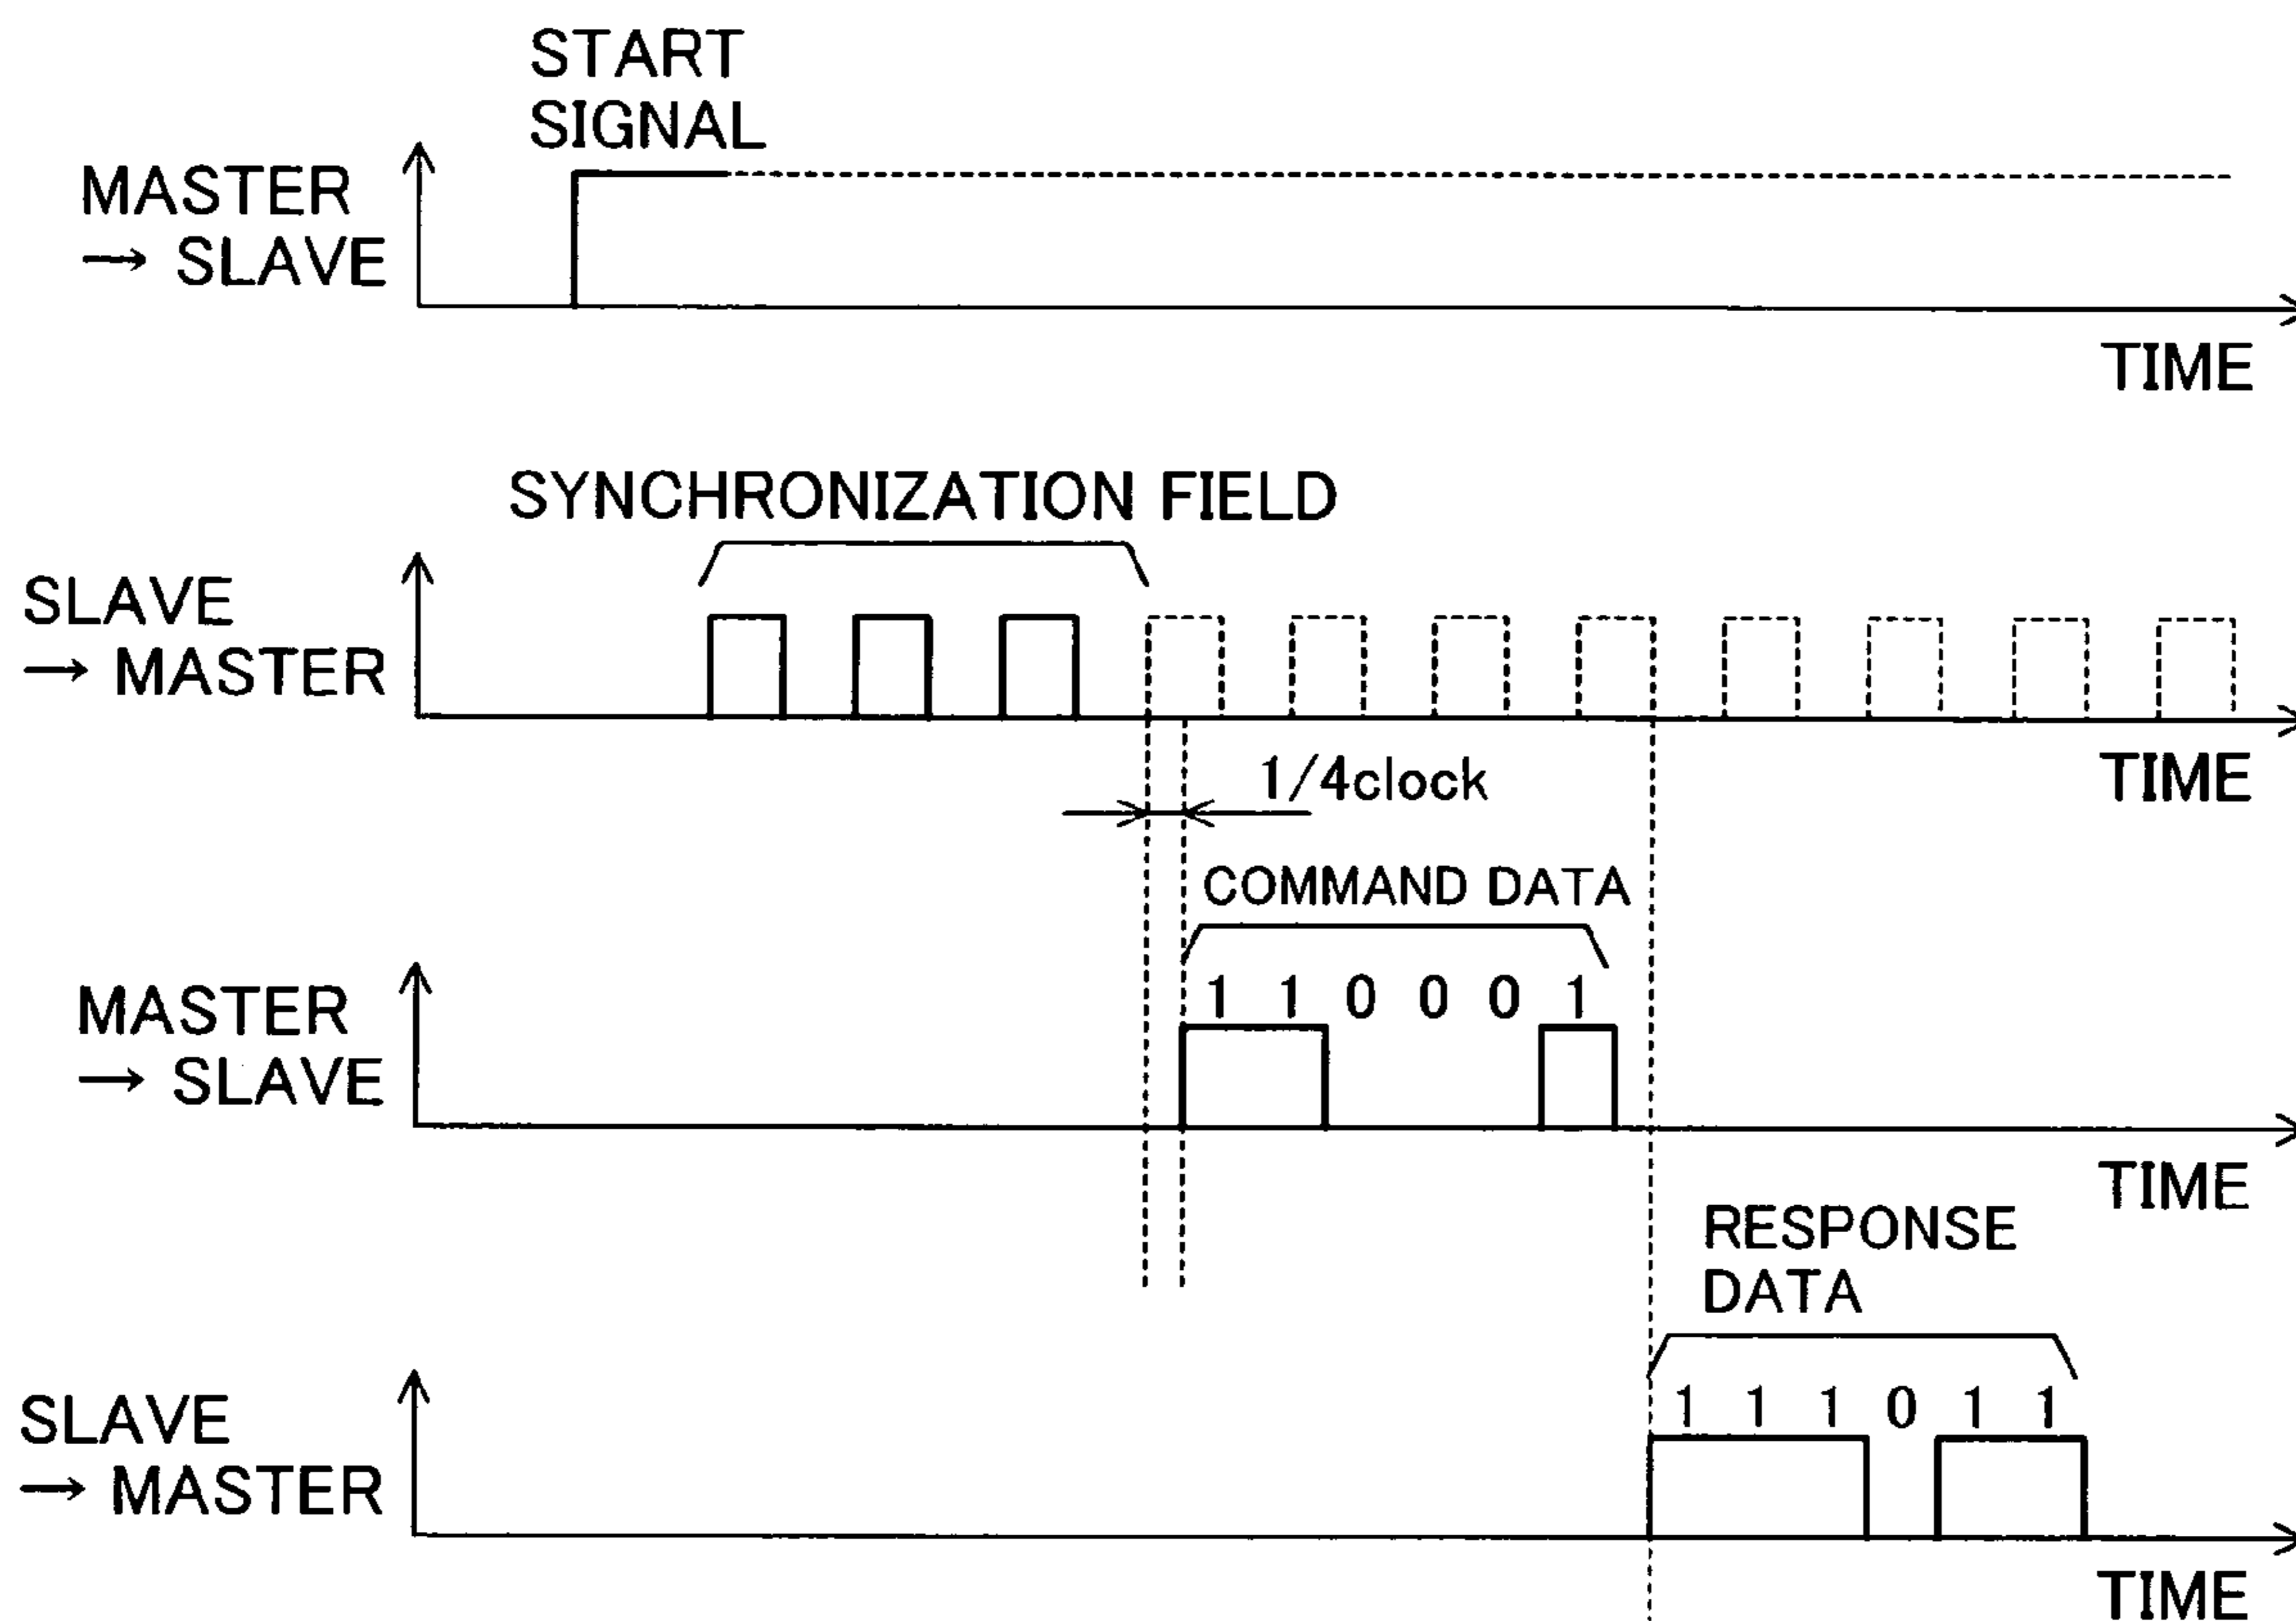 START
SIGNAL
MASTER
→ SLAVE
TIME
SYNCHRONIZATION FIELD
SLAVE
→ MASTER
1/4clock
TIME
COMMAND DATA
1 1 0 0 0 1
MASTER
→ SLAVE
TIME
RESPONSE
DATA
1 1 1 0 1 1
SLAVE
→ MASTER
TIME